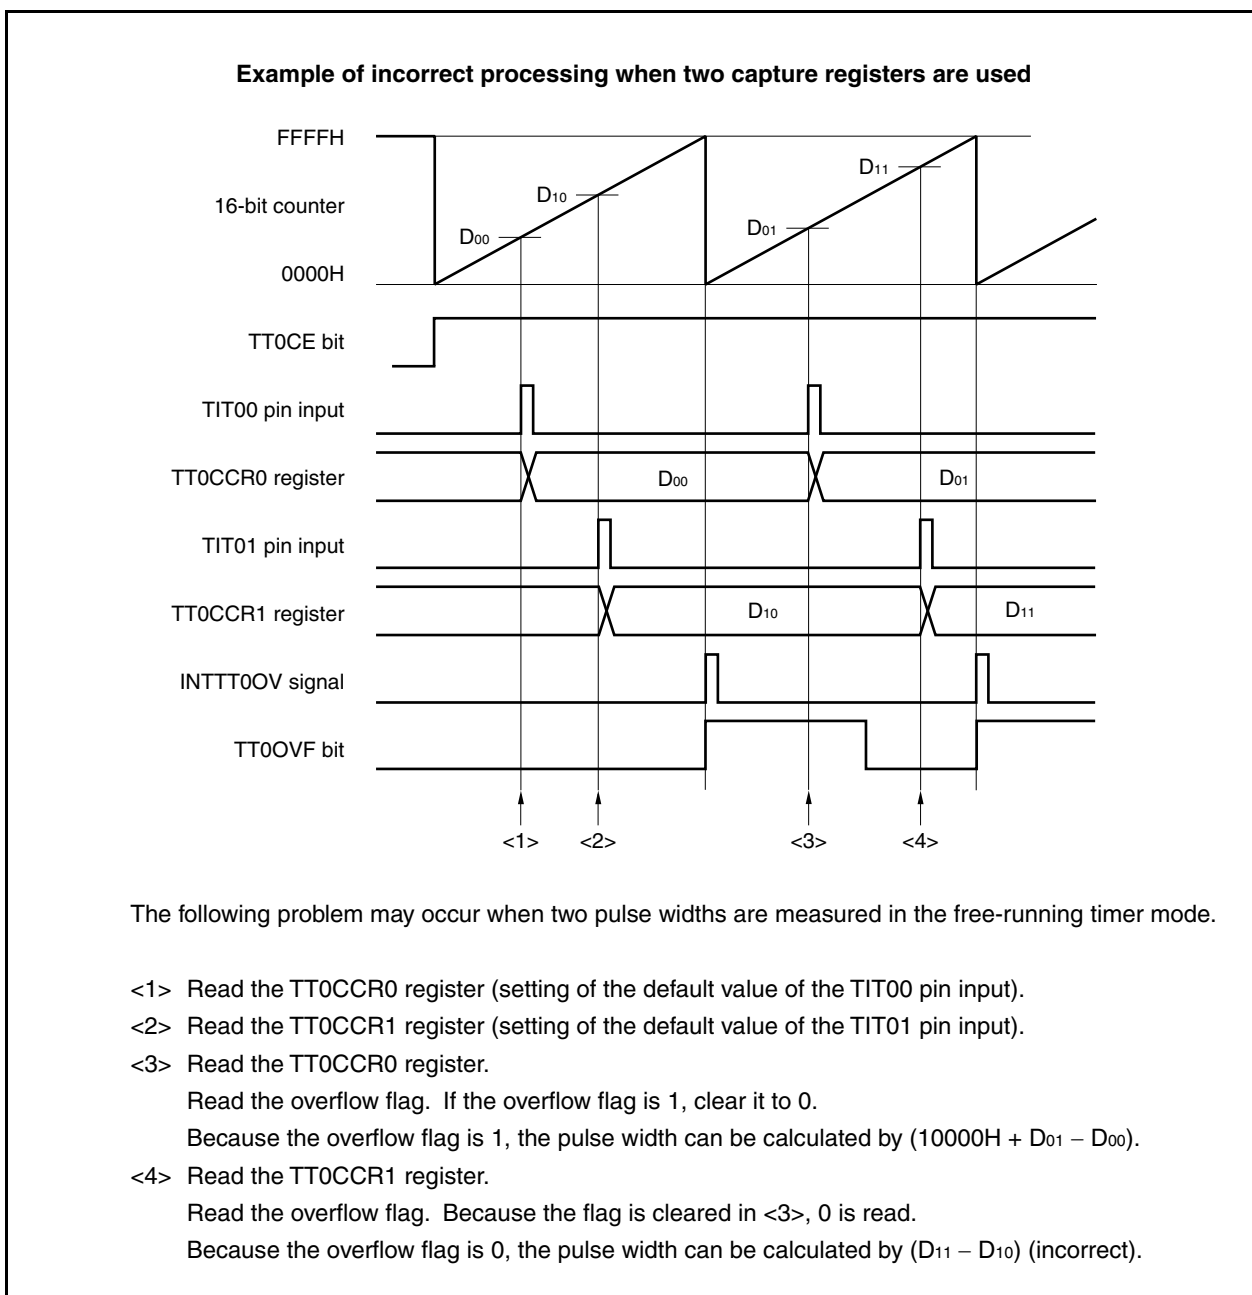 Example of incorrect processing when two capture registers are used
FFFFH
D11
D10
16-bit counter
D01
D00
0000H
TT0CE bit
TIT00 pin input
TT0CCR0 register
D00
D01
TIT01 pin input
TT0CCR1 register
D10
D11
INTTT0OV signal
TT0OVF bit
<1> <2> <3> <4>
The following problem may occur when two pulse widths are measured in the free-running timer mode.
<1> Read the TT0CCR0 register (setting of the default value of the TIT00 pin input).
<2> Read the TT0CCR1 register (setting of the default value of the TIT01 pin input).
<3> Read the TT0CCR0 register.
Read the overflow flag. If the overflow flag is 1, clear it to 0.
Because the overflow flag is 1, the pulse width can be calculated by (10000H + D01 − D00).
<4> Read the TT0CCR1 register.
Read the overflow flag. Because the flag is cleared in <3>, 0 is read.
Because the overflow flag is 0, the pulse width can be calculated by (D11 − D10) (incorrect).